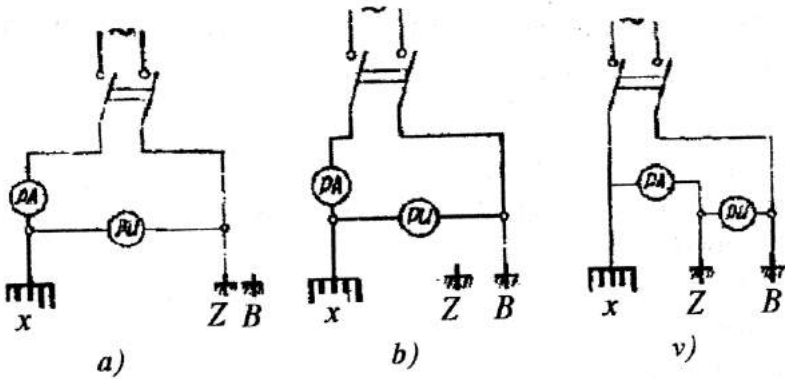 ~ ~ ~
PA PA PA
PU PU PU
x Z B x Z B x Z B
a) b) v)